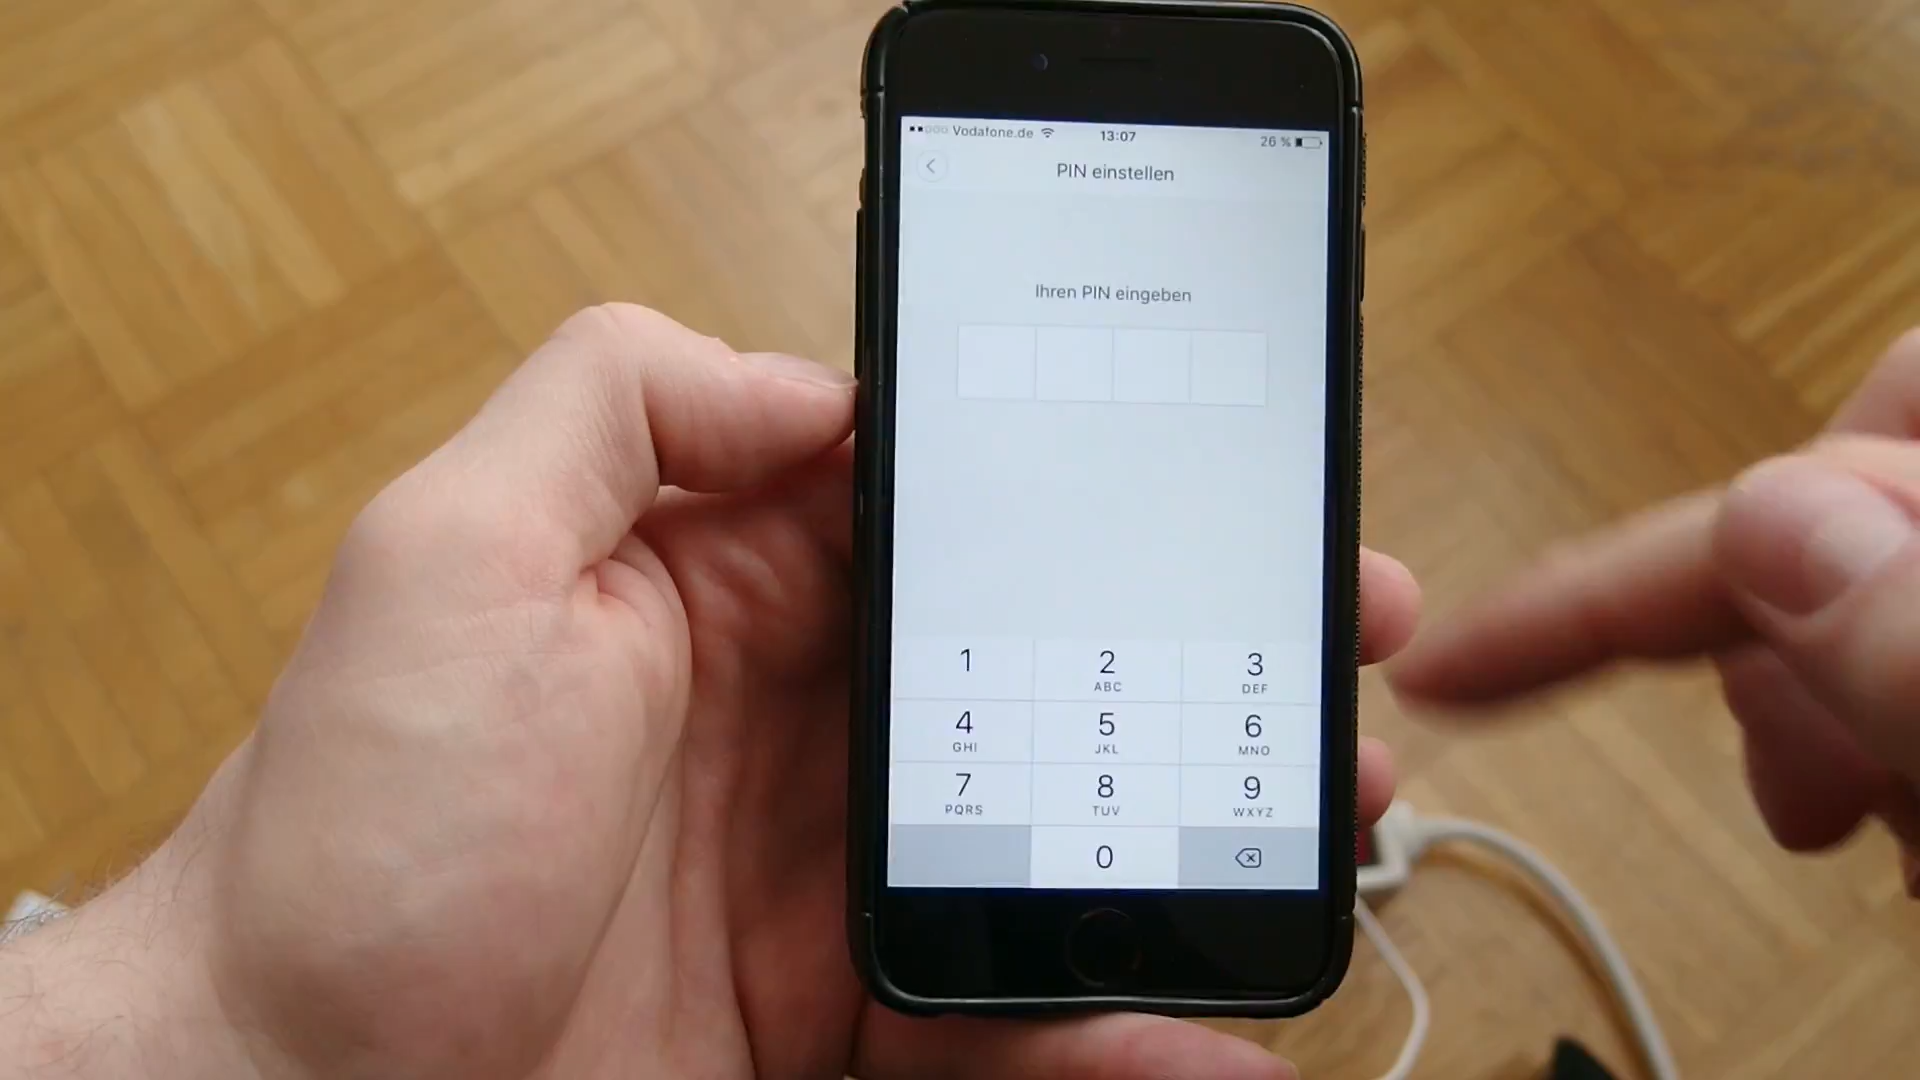 Vodafone.de 13:07 26 %
PIN einstellen
Ihren PIN eingeben
1 2 3
ABC DEF
4 5 6
GHI JKL MNO
7 8 9
PQRS TUV WXYZ
0